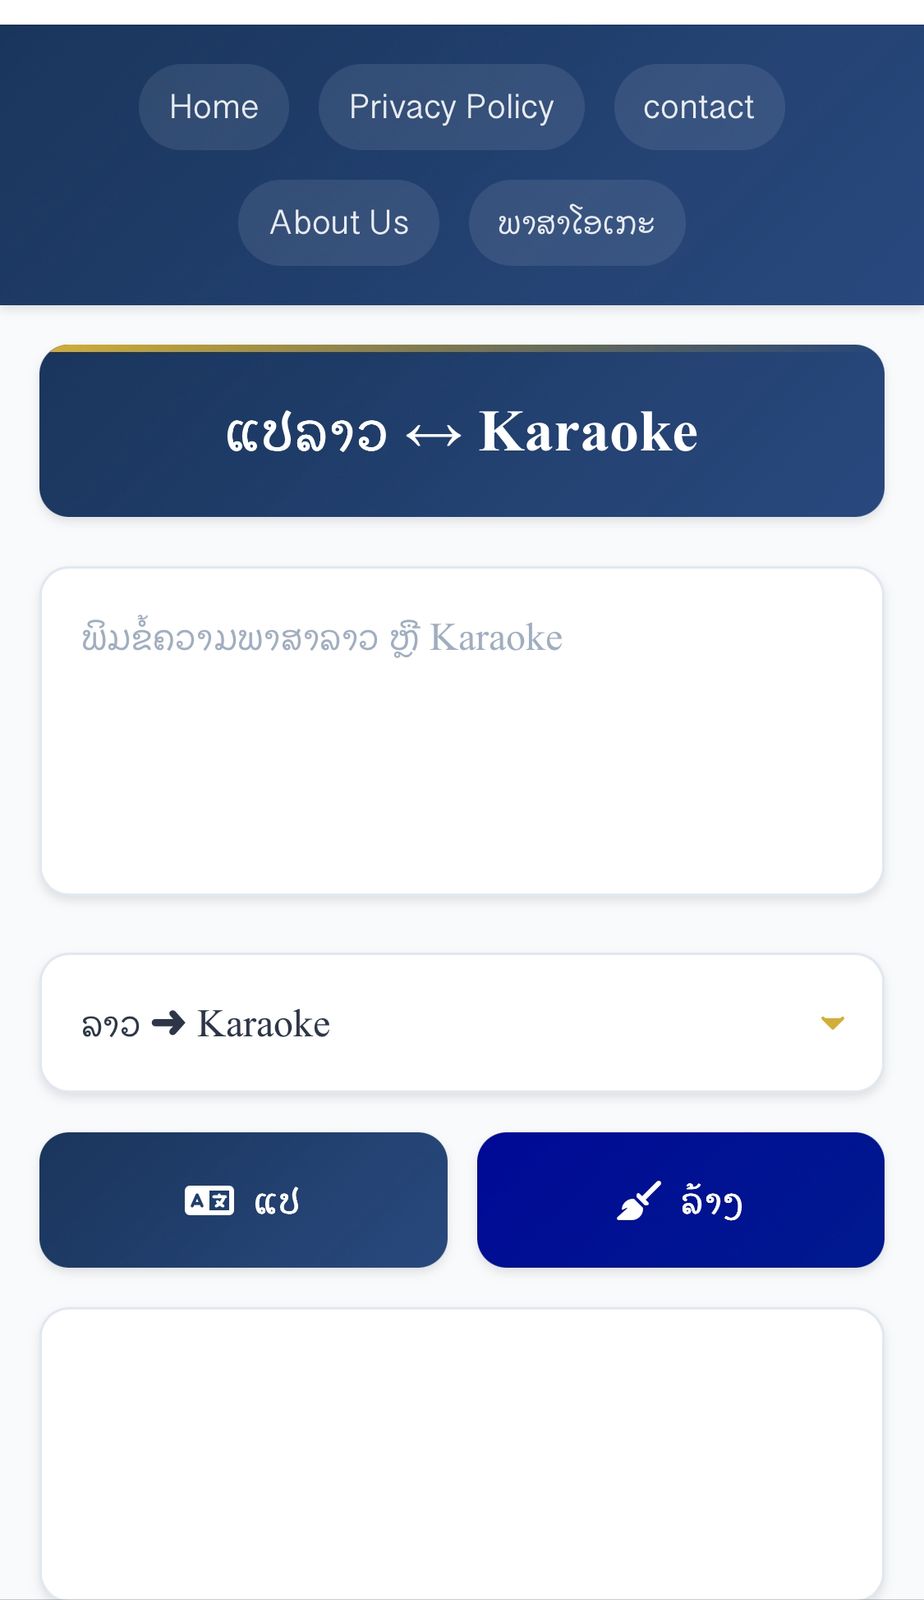 Home Privacy Policy contact
About Us ພາສາໂອເກະ
ແປລາວ ↔ Karaoke
ພິມຂໍ້ຄວາມພາສາລາວ ຫຼື Karaoke
ລາວ ➜ Karaoke
ແປ ລ້າງ